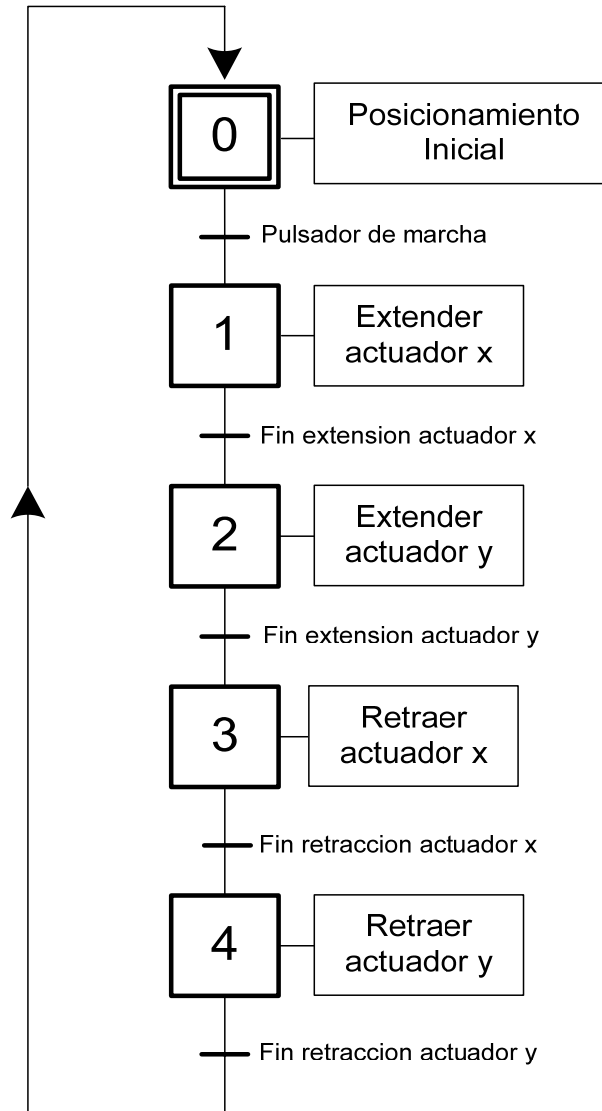 0
Posicionamiento
Inicial
Pulsador de marcha
1
Extender
actuador x
Fin extension actuador x
2
Extender
actuador y
Fin extension actuador y
3
Retraer
actuador x
Fin retraccion actuador x
4
Retraer
actuador y
Fin retraccion actuador y